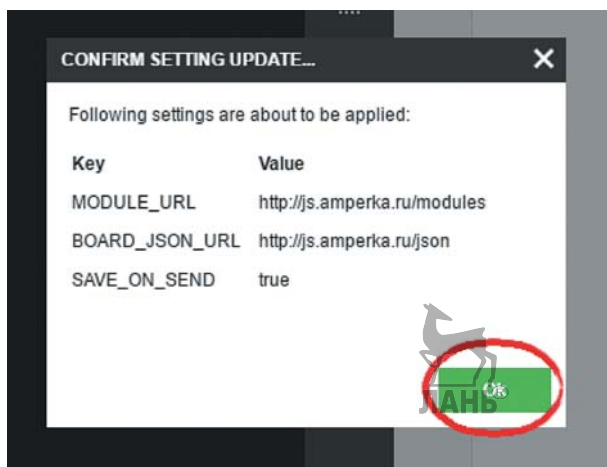 CONFIRM SETTING UPDATE...
Following settings are about to be applied:
Key Value
MODULE_URL http://js.amperka.ru/modules
BOARD_JSON_URL http://js.amperka.ru/json
SAVE_ON_SEND true
Ok
ЛАНЬ